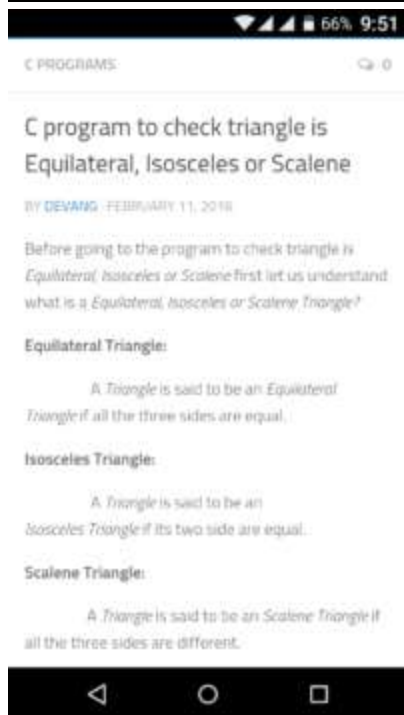 66% 9:51
C PROGRAMS 0
C program to check triangle is
Equilateral, Isosceles or Scalene
BY DEVANG · FEBRUARY 11, 2016
Before going to the program to check triangle is
Equilateral, Isosceles or Scalene first let us understand
what is a Equilateral, Isosceles or Scalene Triangle?
Equilateral Triangle:
A Triangle is said to be an Equilateral
Triangle if all the three sides are equal.
Isosceles Triangle:
A Triangle is said to be an
Isosceles Triangle if its two side are equal.
Scalene Triangle:
A Triangle is said to be an Scalene Triangle if
all the three sides are different.